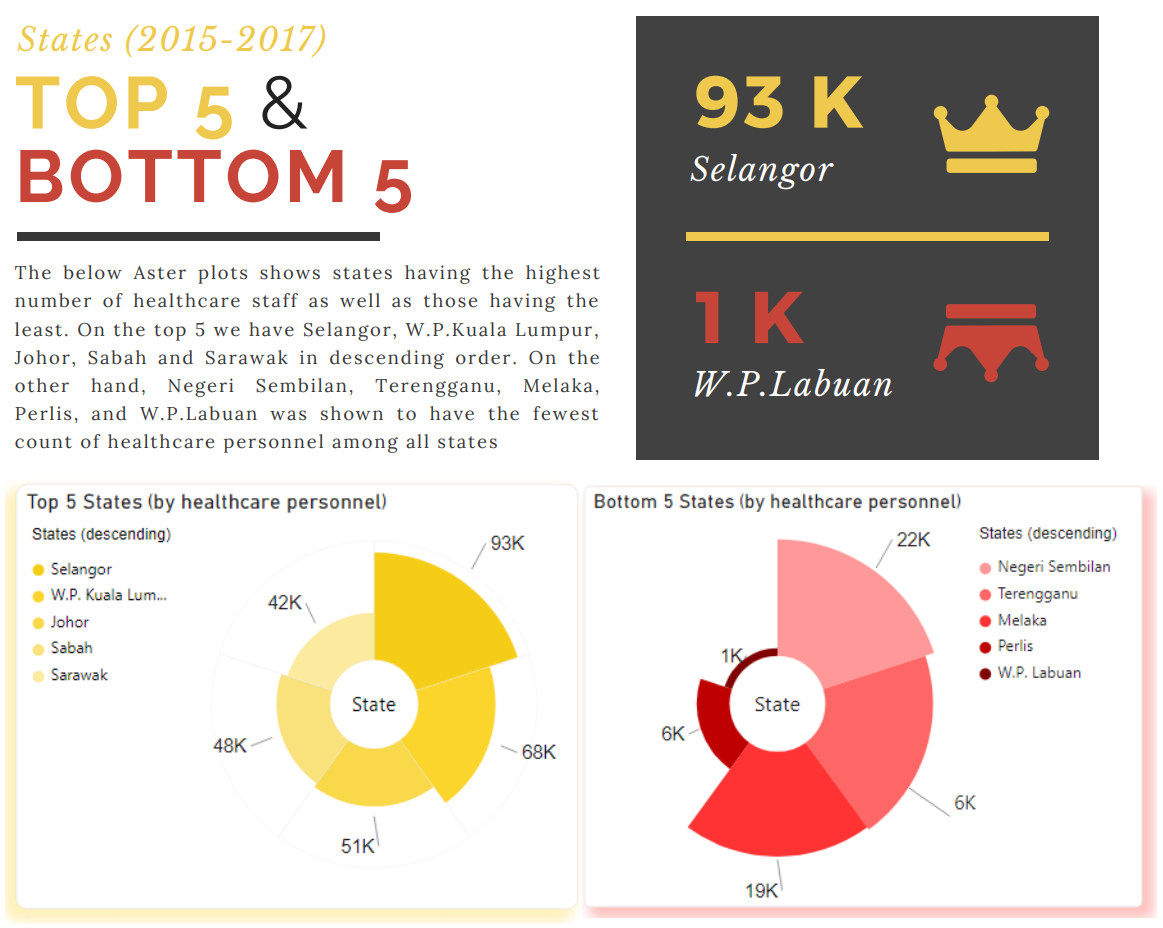 States (2015-2017)
TOP 5 &
BOTTOM 5
The below Aster plots shows states having the highest
number of healthcare staff as well as those having the
least. On the top 5 we have Selangor, W.P.Kuala Lumpur,
Johor, Sabah and Sarawak in descending order. On the
other hand, Negeri Sembilan, Terengganu, Melaka,
Perlis, and W.P.Labuan was shown to have the fewest
count of healthcare personnel among all states
93 K
Selangor
1 K
W.P.Labuan
Top 5 States (by healthcare personnel)
States (descending)
Selangor
W.P. Kuala Lum...
Johor
Sabah
Sarawak
93K
42K
State
48K
68K
51K
Bottom 5 States (by healthcare personnel)
States (descending)
Negeri Sembilan
Terengganu
Melaka
Perlis
W.P. Labuan
22K
1K
State
6K
6K
19K